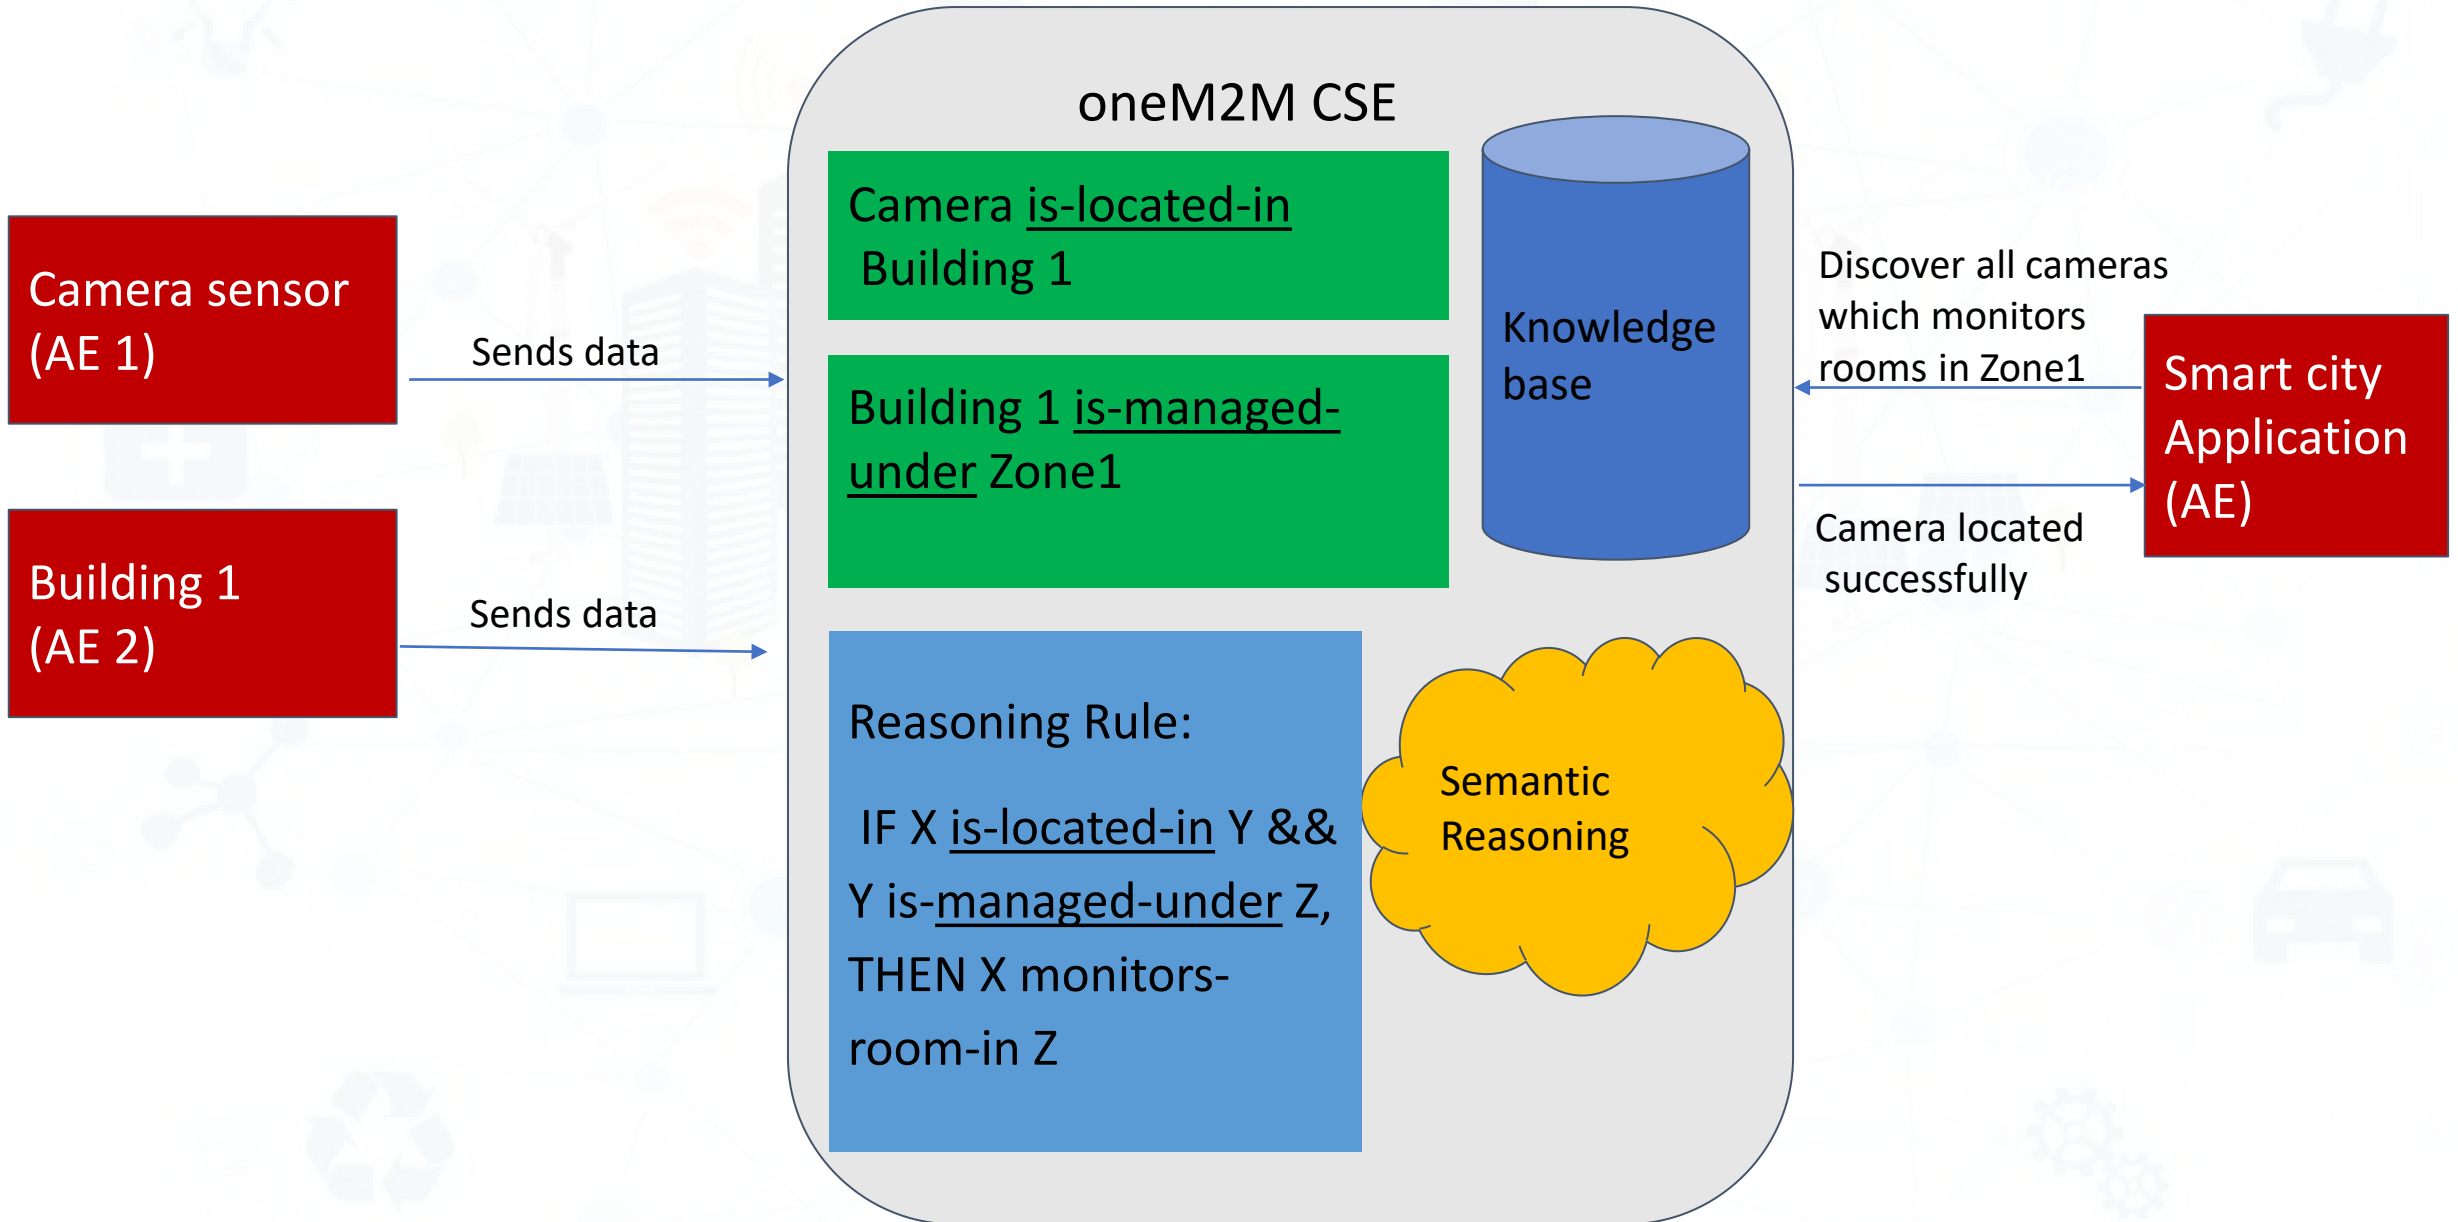 oneM2M CSE
Camera sensor
(AE 1)
Sends data
Building 1
(AE 2)
Sends data
Camera is-located-in
Building 1
Building 1 is-managed-
under Zone1
Knowledge
base
Reasoning Rule:
IF X is-located-in Y &&
Y is-managed-under Z,
THEN X monitors-
room-in Z
Semantic
Reasoning
Discover all cameras
which monitors
rooms in Zone1
Camera located
successfully
Smart city
Application
(AE)